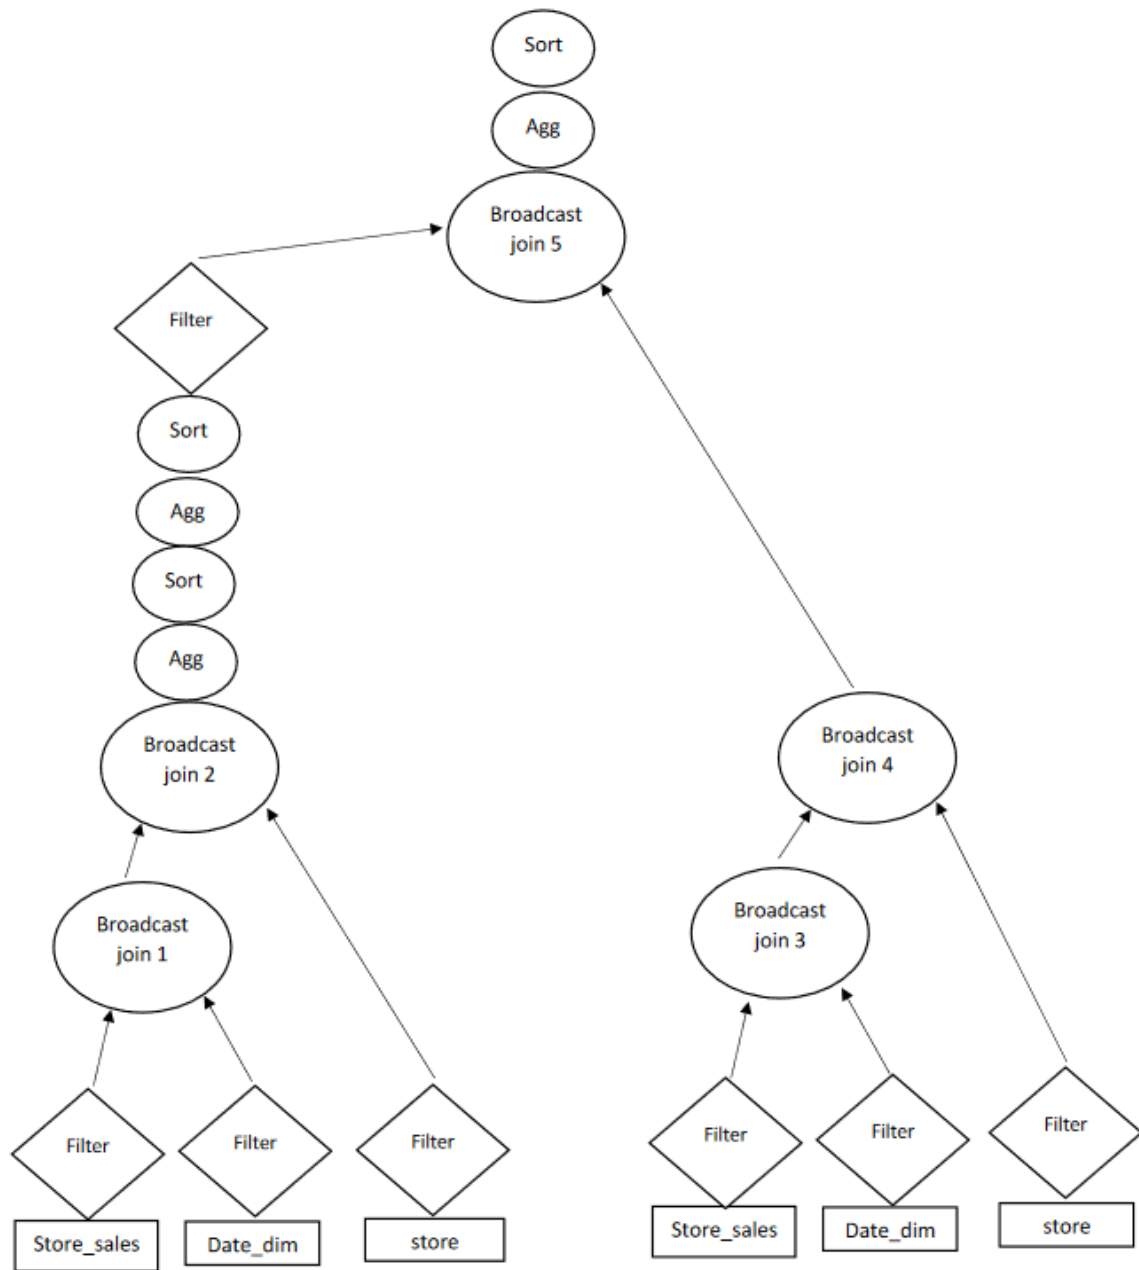 Sort
Agg
Broadcast
join 5
Filter
Sort
Agg
Sort
Agg
Broadcast
join 2
Broadcast
join 4
Broadcast
join 1
Broadcast
join 3
Filter
Filter
Filter
Filter
Filter
Filter
Store_sales
Date_dim
store
Store_sales
Date_dim
store